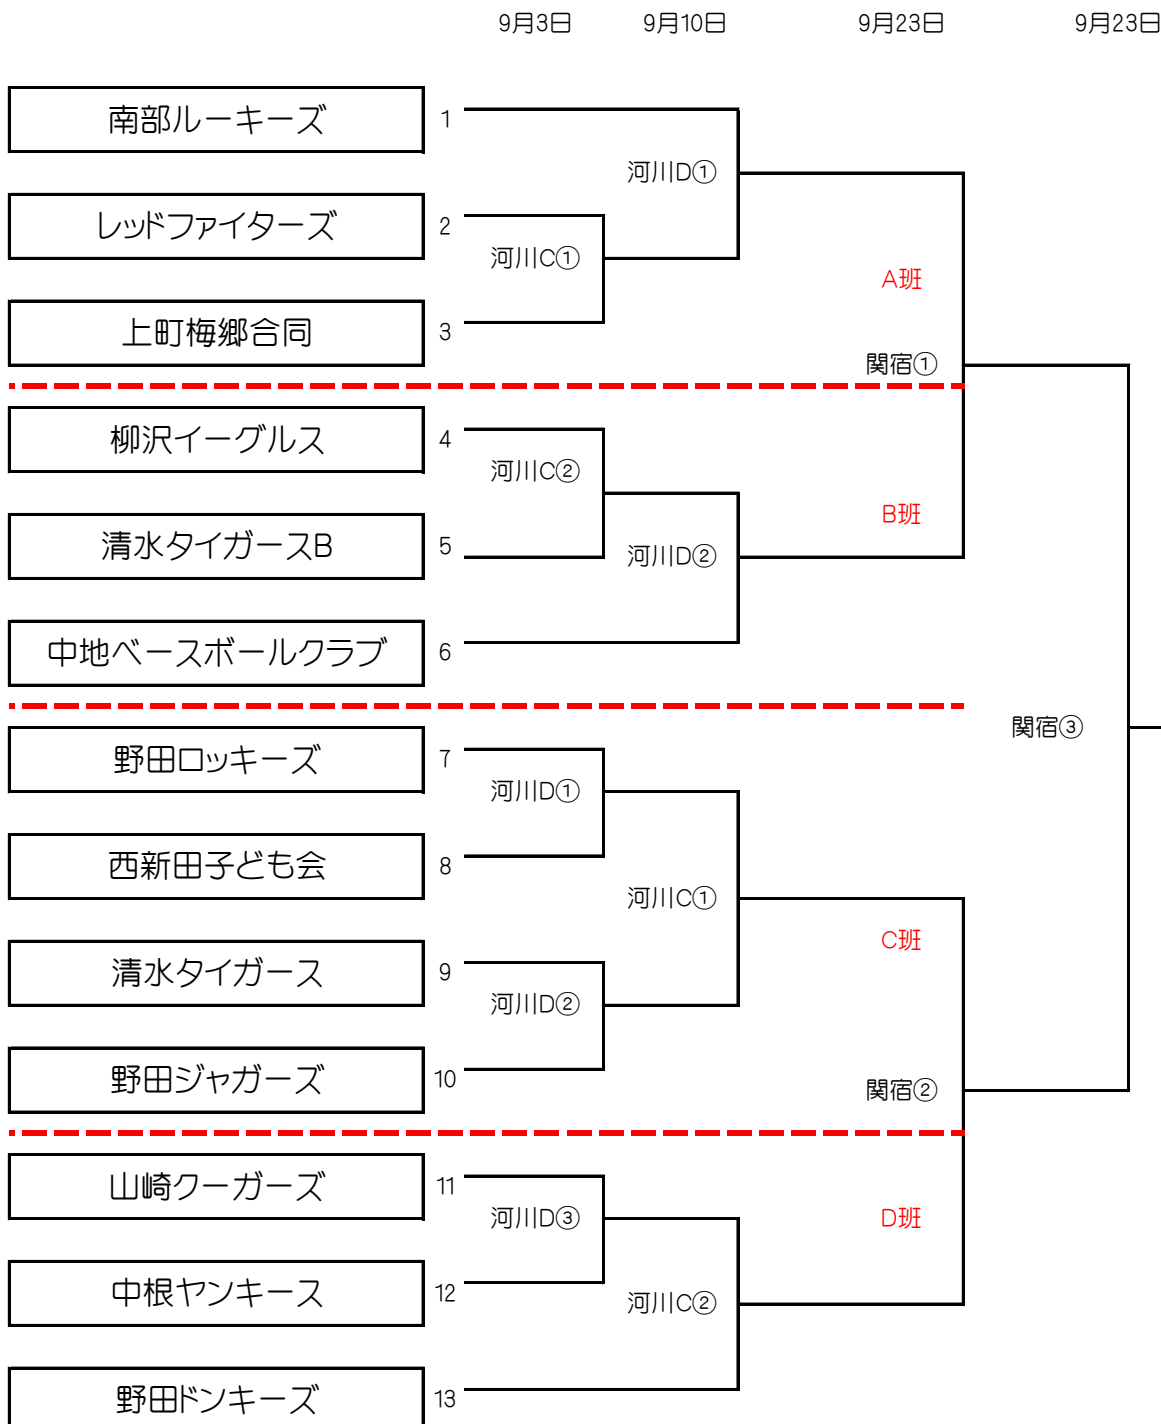 9月3日 9月10日 9月23日 9月23日
南部ルーキーズ 1
河川D①
レッドファイターズ 2
河川C①
A班
上町梅郷合同 3
関宿①
柳沢イーグルス 4
河川C②
B班
清水タイガースB 5
河川D②
中地ベースボールクラブ 6
関宿③
野田ロッキーズ 7
河川D①
西新田子ども会 8
河川C①
C班
清水タイガース 9
河川D②
野田ジャガーズ 10
関宿②
山崎クーガーズ 11
河川D③
D班
中根ヤンキース 12
河川C②
野田ドンキーズ 13